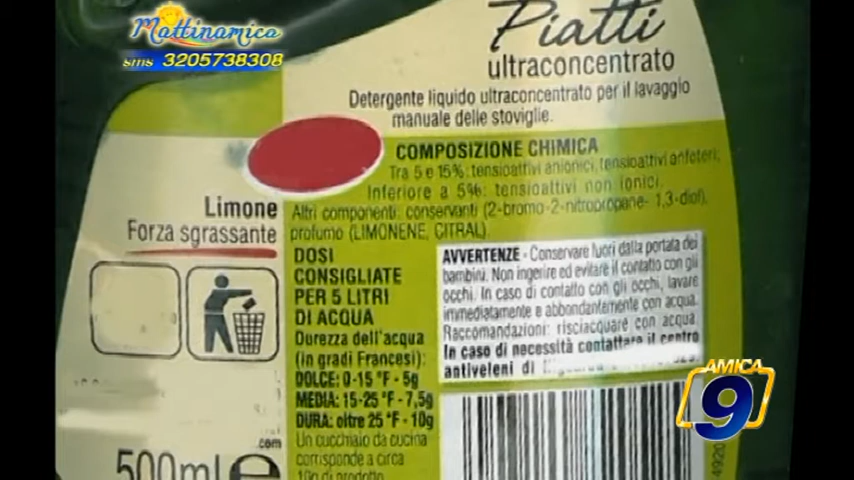 Mattinamica
sms 3205738308
Piatti
ultraconcentrato
Detergente liquido ultraconcentrato per il lavaggio
manuale delle stoviglie.
COMPOSIZIONE CHIMICA
Tra 5 e 15%: tensioattivi anionici, tensioattivi anfoteri;
Inferiore a 5%: tensioattivi non ionici.
Altri componenti: conservanti (2-bromo-2-nitropropane- 1,3-diol),
profumo (LIMONENE, CITRAL).
Limone
Forza sgrassante
DOSI
CONSIGLIATE
PER 5 LITRI
DI ACQUA
Durezza dell'acqua
(in gradi Francesi):
DOLCE: 0-15 °F - 5g
MEDIA: 15-25 °F - 7,5g
DURA: oltre 25 °F - 10g
Un cucchiaio da cucina
corrisponde a circa
10g di prodotto
AVVERTENZE - Conservare fuori dalla portata dei
bambini. Non ingerire ed evitare il contatto con gli
occhi. In caso di contatto con gli occhi, lavare
immediatamente e abbondantemente con acqua.
Raccomandazioni: risciacquare con acqua.
In caso di necessità contattare il centro
antiveleni di
.com
500ml e
4920
AMICA
9